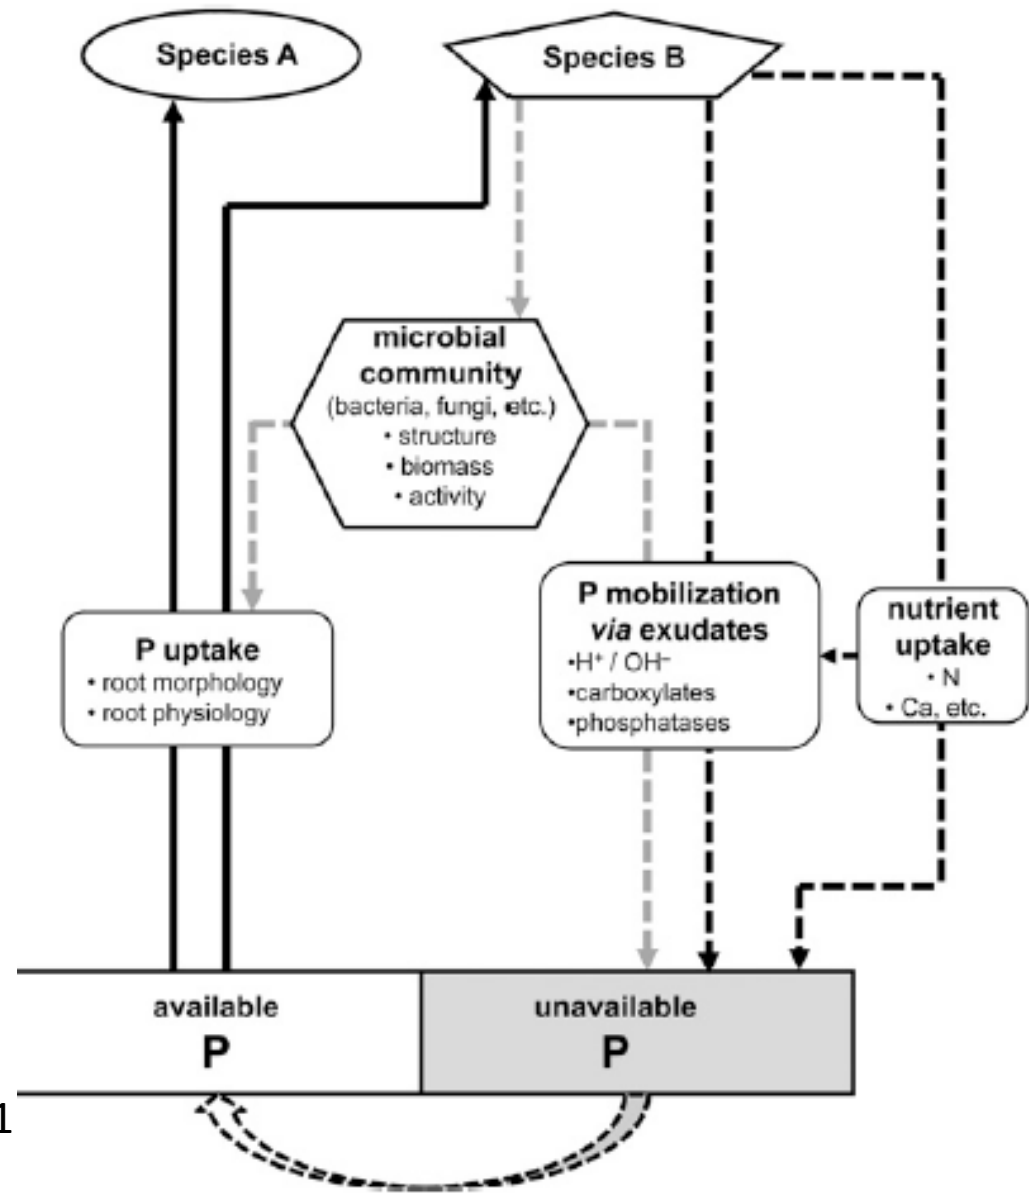 Species A
Species B
microbial
community
(bacteria, fungi, etc.)
• structure
• biomass
• activity
P uptake
• root morphology
• root physiology
P mobilization
via exudates
•H⁺ / OH⁻
•carboxylates
•phosphatases
nutrient
uptake
• N
• Ca, etc.
available
P
unavailable
P
1